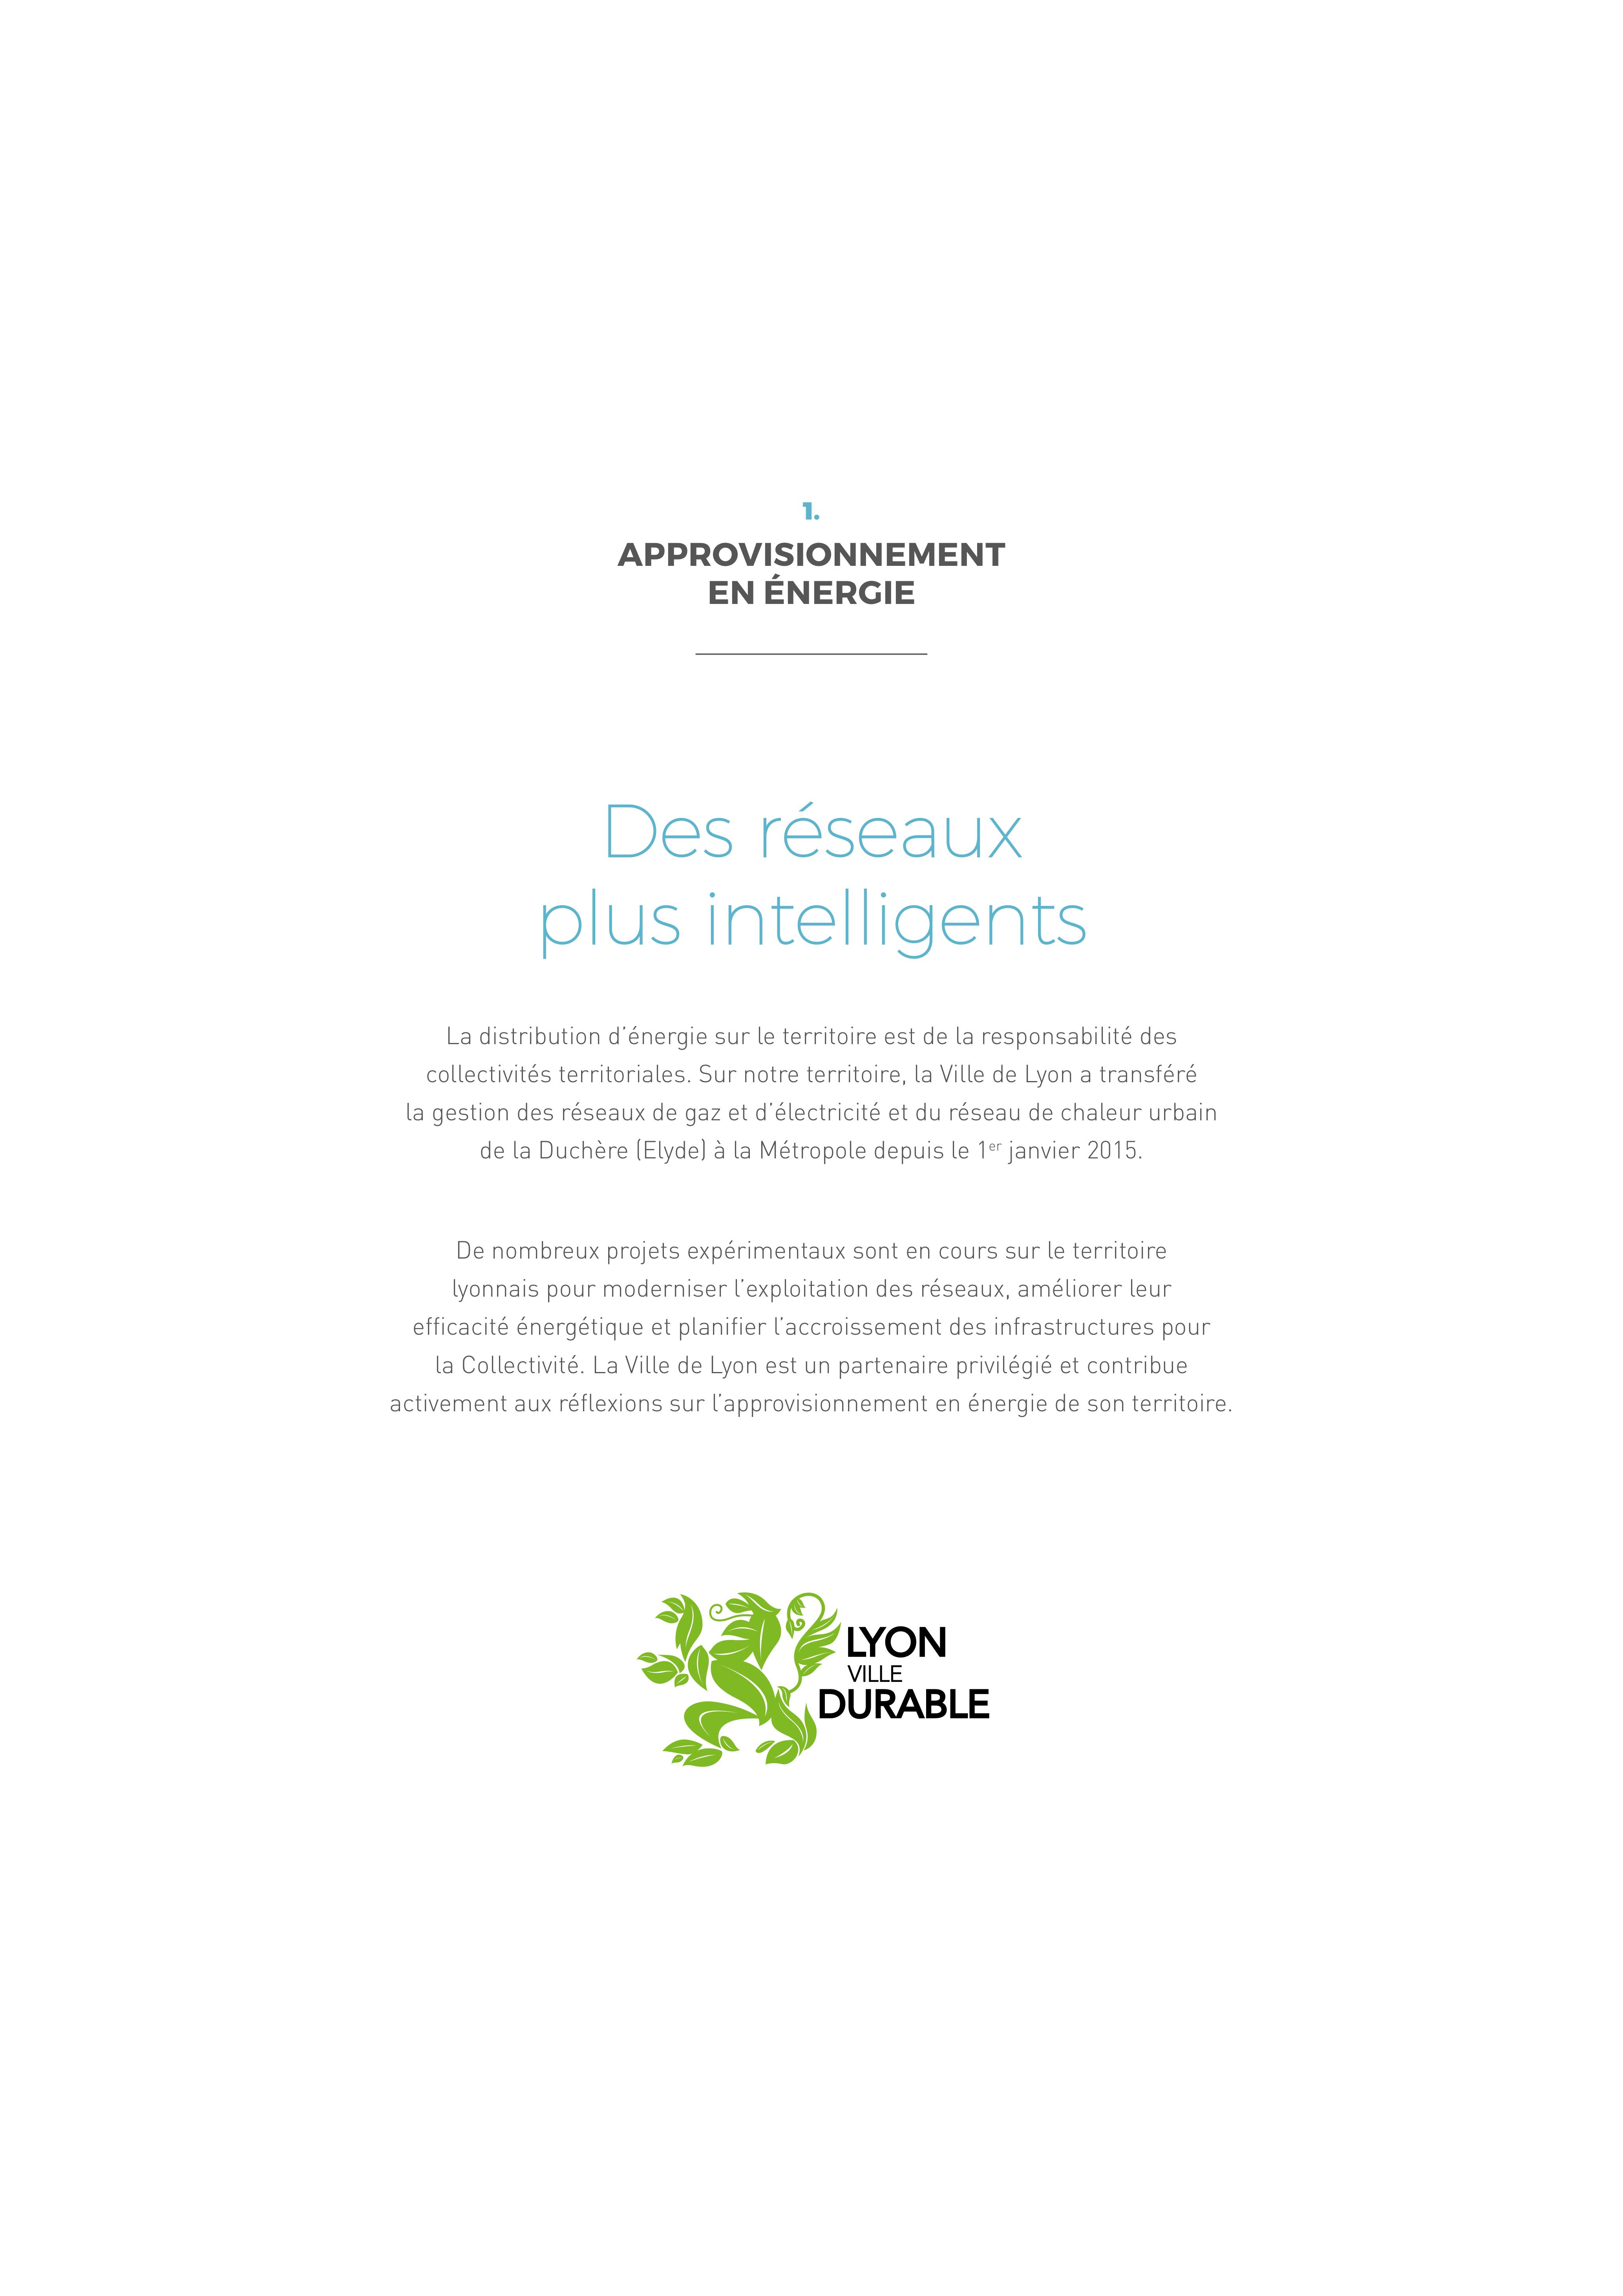 1.
APPROVISIONNEMENT
EN ÉNERGIE
Des réseaux
plus intelligents
La distribution d’énergie sur le territoire est de la responsabilité des
collectivités territoriales. Sur notre territoire, la Ville de Lyon a transféré
la gestion des réseaux de gaz et d’électricité et du réseau de chaleur urbain
de la Duchère (Elyde) à la Métropole depuis le 1er janvier 2015.
De nombreux projets expérimentaux sont en cours sur le territoire
lyonnais pour moderniser l’exploitation des réseaux, améliorer leur
efficacité énergétique et planifier l’accroissement des infrastructures pour
la Collectivité. La Ville de Lyon est un partenaire privilégié et contribue
activement aux réflexions sur l’approvisionnement en énergie de son territoire.
LYON
VILLE
DURABLE